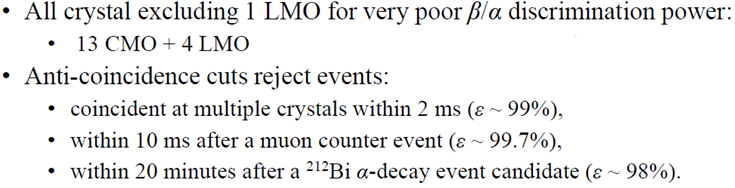 • All crystal excluding 1 LMO for very poor β/α discrimination power:
• 13 CMO + 4 LMO
• Anti-coincidence cuts reject events:
• coincident at multiple crystals within 2 ms (ε ~ 99%),
• within 10 ms after a muon counter event (ε ~ 99.7%),
• within 20 minutes after a ²¹²Bi α-decay event candidate (ε ~ 98%).